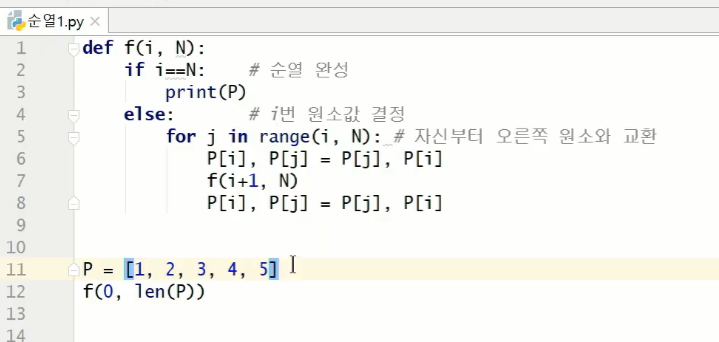 순열1.py
1 def f(i, N):
2     if i==N:    # 순열 완성
3         print(P)
4     else:       # i번 원소값 결정
5         for j in range(i, N): # 자신부터 오른쪽 원소와 교환
6             P[i], P[j] = P[j], P[i]
7             f(i+1, N)
8             P[i], P[j] = P[j], P[i]
9
10
11 P = [1, 2, 3, 4, 5]
12 f(0, len(P))
13
14